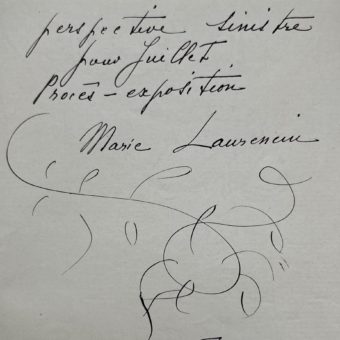 perspective sinistre
pour Juillet
Procès - exposition
Marie Laurencin